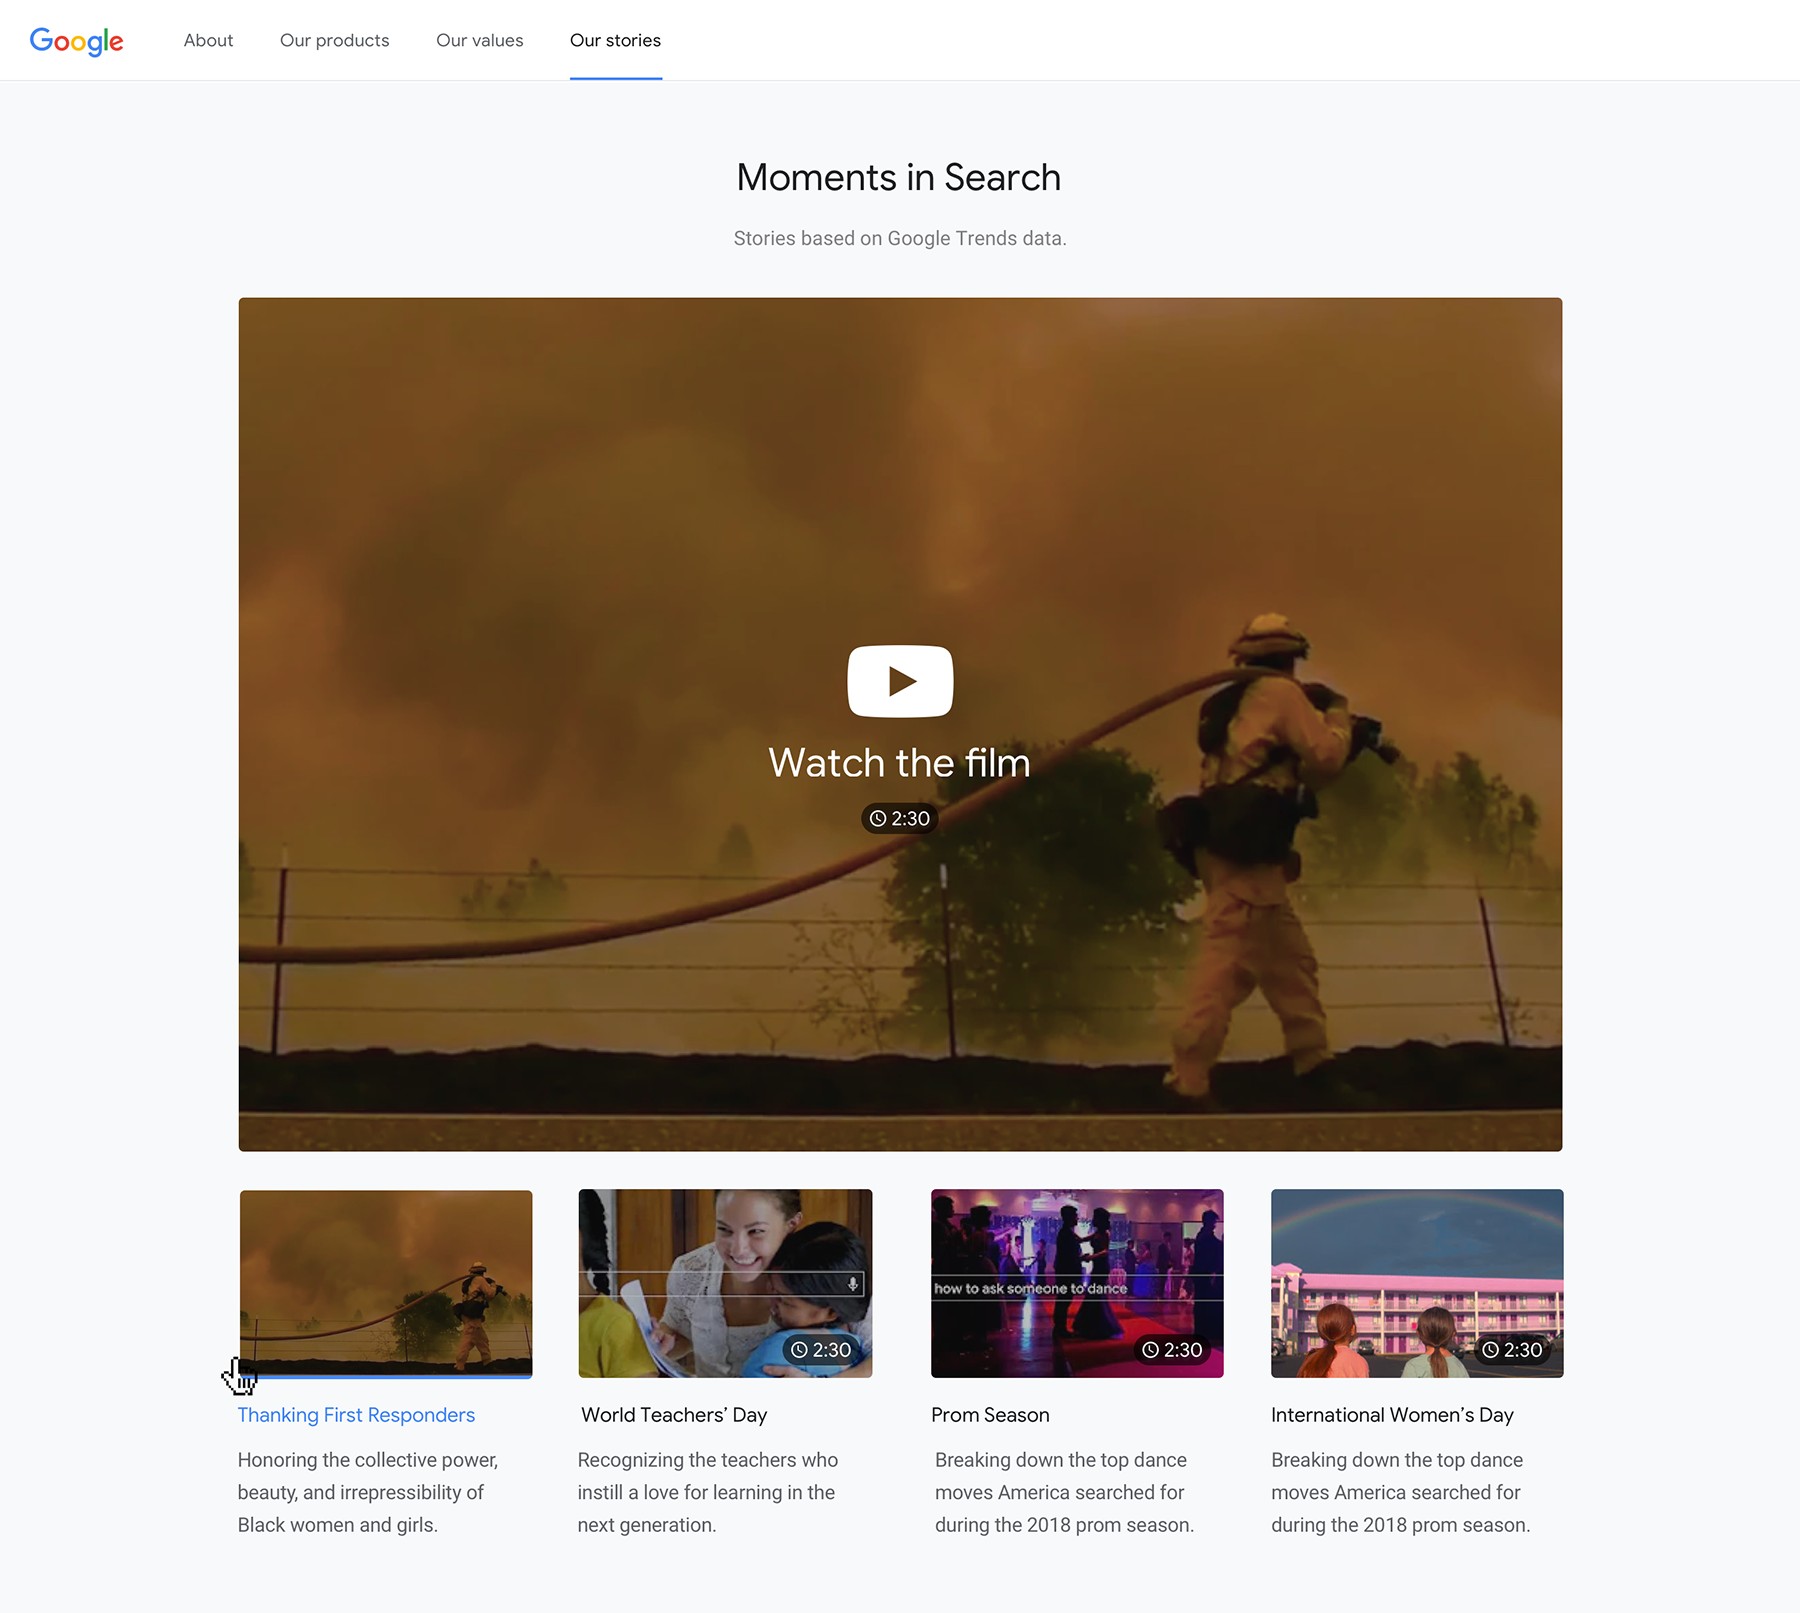 Google
About
Our products
Our values
Our stories
Moments in Search
Stories based on Google Trends data.
Watch the film
2:30
2:30
how to ask someone to dance
2:30
2:30
Thanking First Responders
Honoring the collective power,
beauty, and irrepressibility of
Black women and girls.
World Teachers’ Day
Recognizing the teachers who
instill a love for learning in the
next generation.
Prom Season
Breaking down the top dance
moves America searched for
during the 2018 prom season.
International Women’s Day
Breaking down the top dance
moves America searched for
during the 2018 prom season.